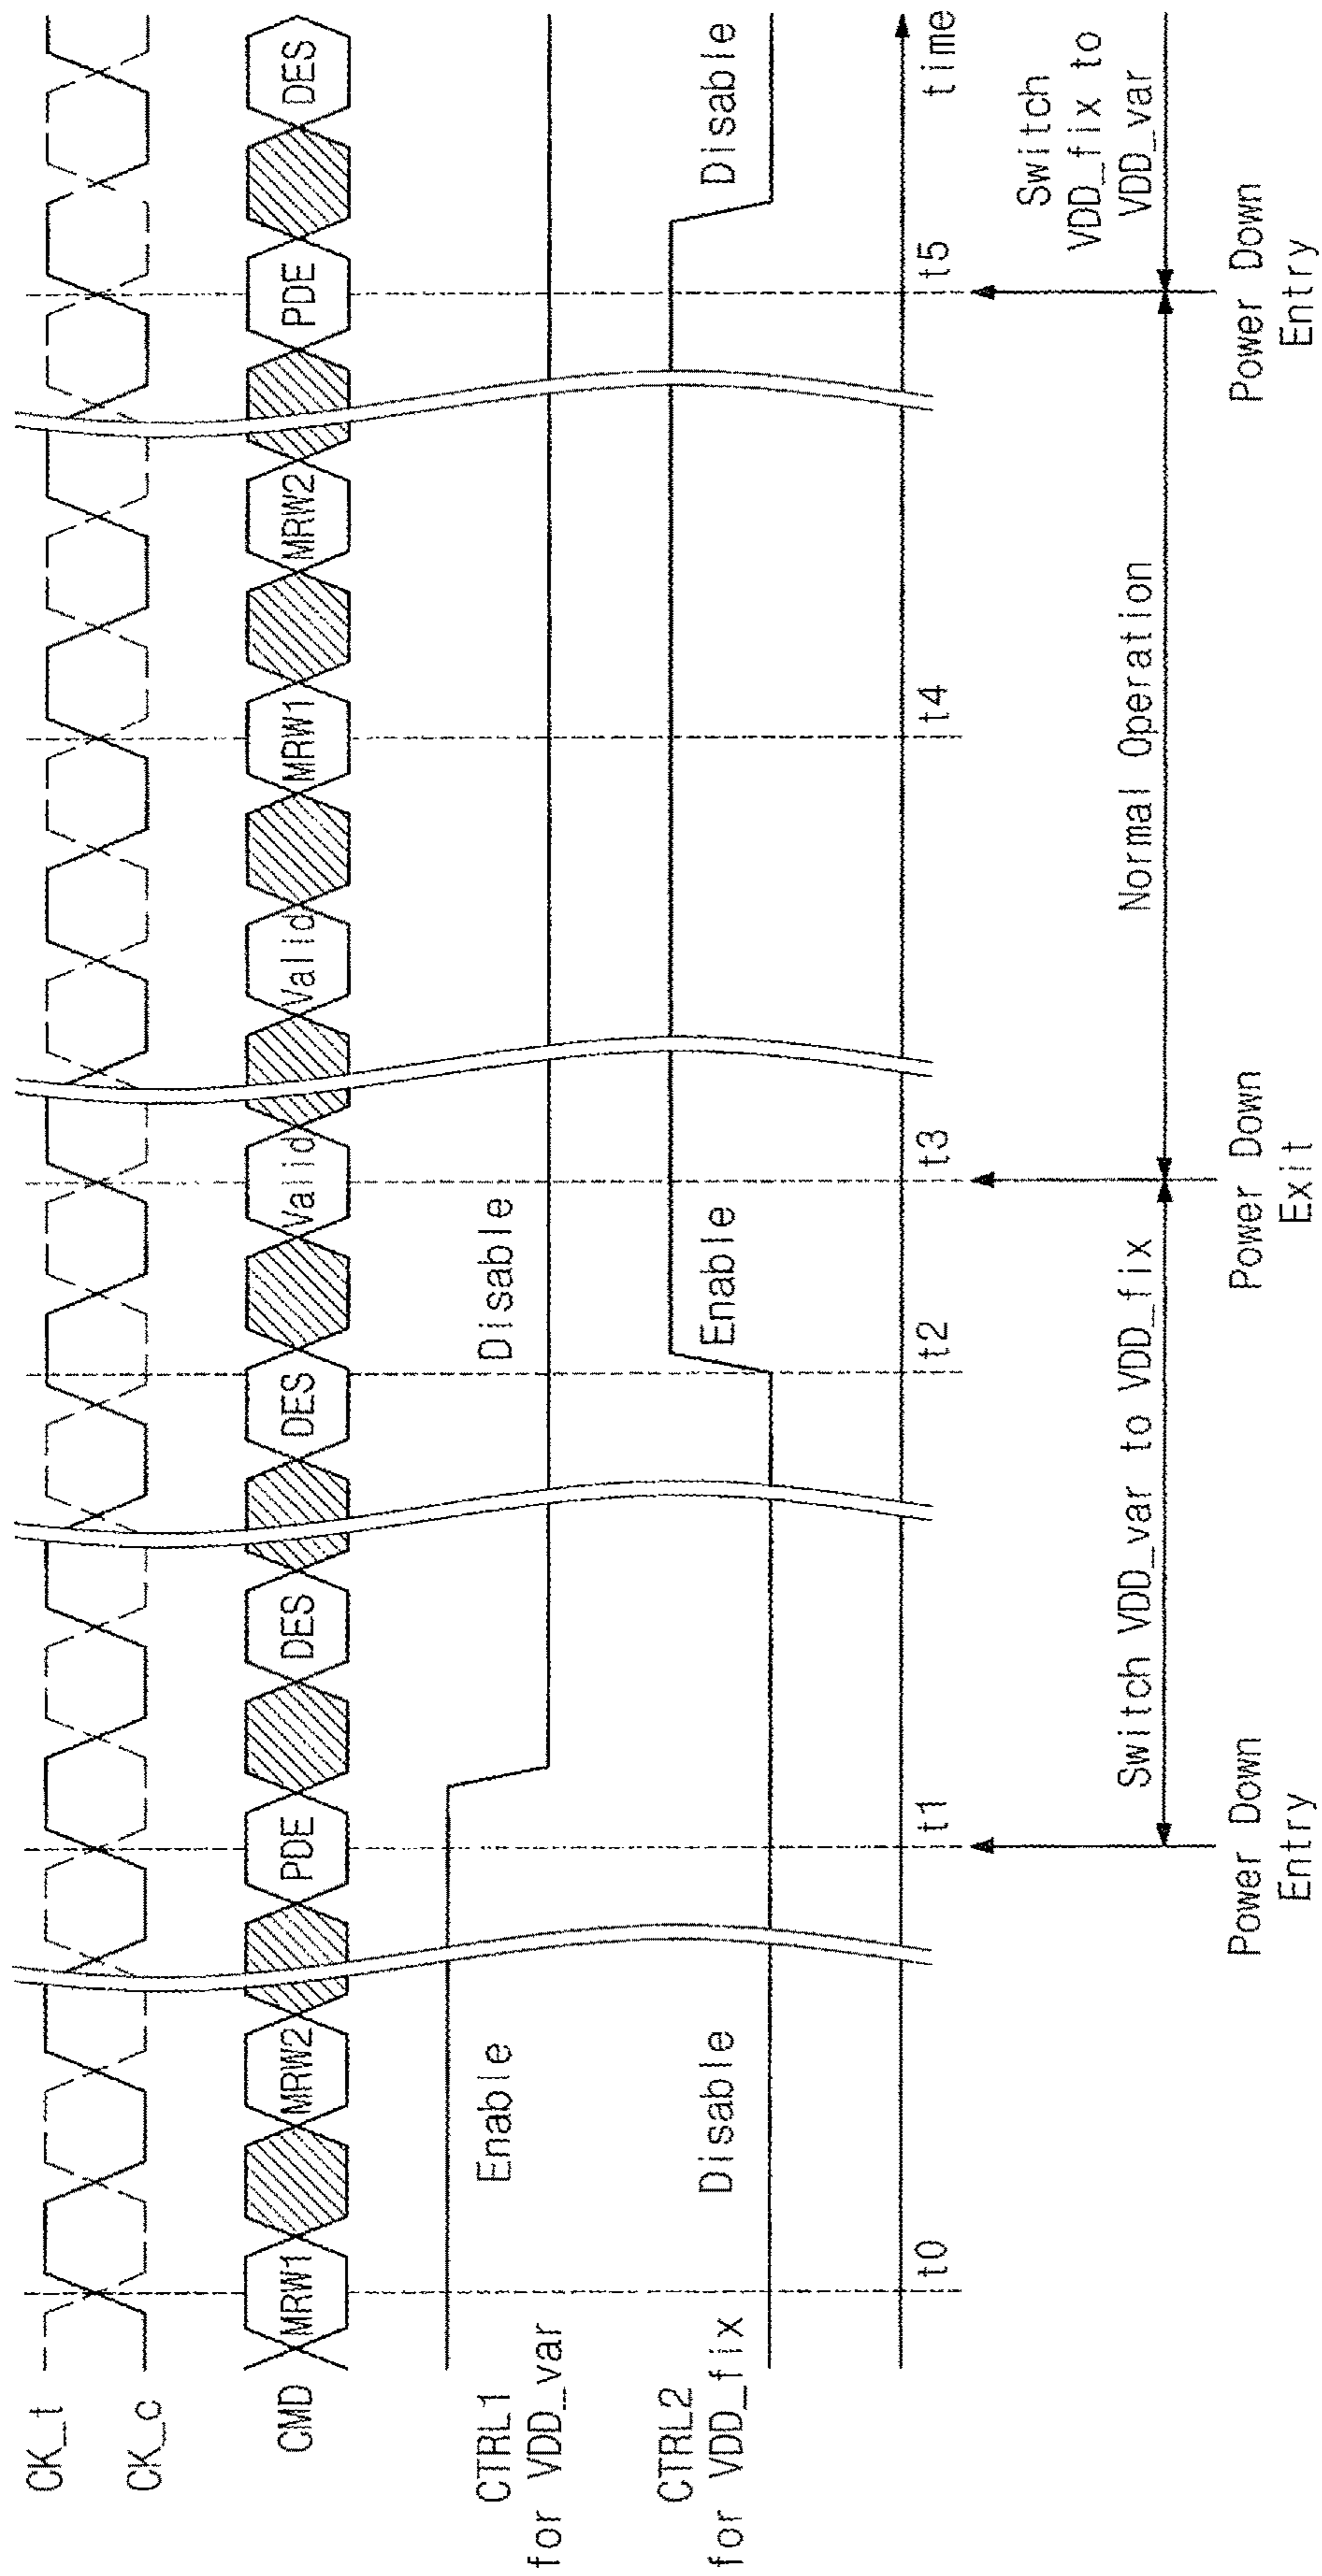 CK_t
CK_c
CMD
MRW1
MRW2
PDE
DES
DES
Valid
Valid
MRW1
MRW2
PDE
DES
CTRL1
for VDD_var
Enable
Disable
CTRL2
for VDD_fix
Disable
Enable
Disable
t0
t1
t2
t3
t4
t5
time
Switch VDD_var to VDD_fix
Normal Operation
Switch
VDD_fix to
VDD_var
Power Down
Entry
Power Down
Exit
Power Down
Entry